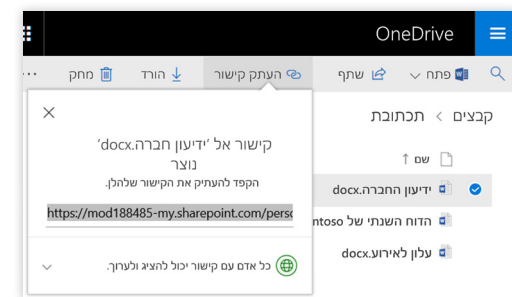 OneDrive
פתח שתף העתק קישור הורד מחק ...
קבצים > תכתובת
שם ↑
ידיעון החברה.docx
הדוח השנתי של ntoso
עלון לאירוע.docx
קישור אל 'ידיעון חברה.docx'
נוצר
הקפד להעתיק את הקישור שלהלן.
https://mod188485-my.sharepoint.com/perso
כל אדם עם קישור יכול להציג ולערוך.